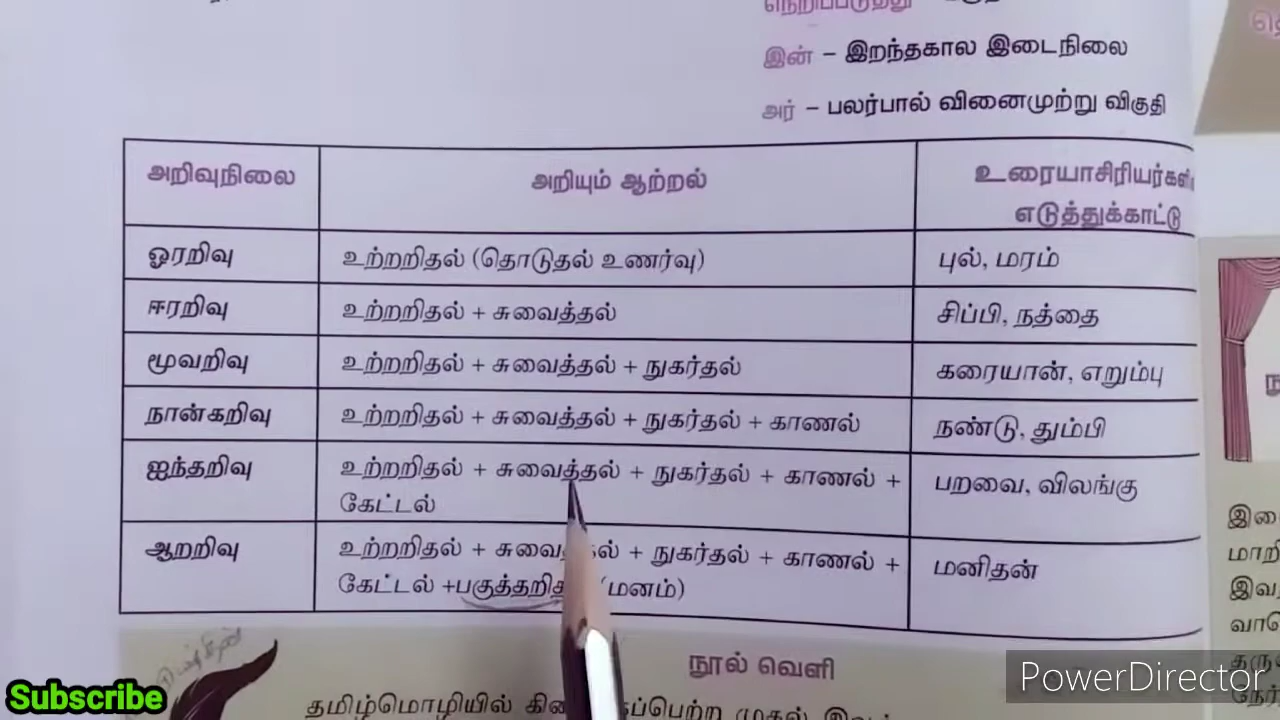 நெறிப்படுத்து -
இன் – இறந்தகால இடைநிலை
அர் – பலர்பால் வினைமுற்று விகுதி
அறிவுநிலை அறியும் ஆற்றல் எடுத்துக்காட்டு
ஓரறிவு உற்றறிதல் (தொடுதல் உணர்வு) புல், மரம்
ஈரறிவு உற்றறிதல் + சுவைத்தல் சிப்பி, நத்தை
மூவறிவு உற்றறிதல் + சுவைத்தல் + நுகர்தல் கரையான், எறும்பு
நான்கறிவு உற்றறிதல் + சுவைத்தல் + நுகர்தல் + காணல் நண்டு, தும்பி
ஐந்தறிவு உற்றறிதல் + சுவைத்தல் + நுகர்தல் + காணல் + பறவை, விலங்கு
கேட்டல்
ஆறறிவு உற்றறிதல் + + நுகர்தல் + காணல் + மனிதன்
கேட்டல் + (மனம்)
நூல் வெளி
தமிழ்மொழியில் முதல்
PowerDirector
Subscribe